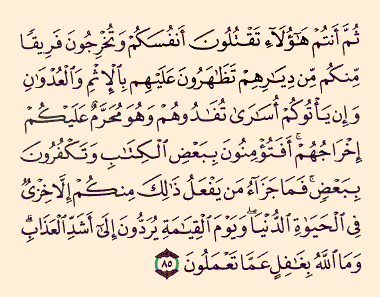 ثُمَّ أَنتُمْ هَٰٓؤُلَآءِ تَقْتُلُونَ أَنفُسَكُمْ وَتُخْرِجُونَ فَرِيقًا
مِّنكُم مِّن دِيَٰرِهِمْ تَظَٰهَرُونَ عَلَيْهِم بِٱلْإِثْمِ وَٱلْعُدْوَٰنِ
وَإِن يَأْتُوكُمْ أُسَٰرَىٰ تُفَٰدُوهُمْ وَهُوَ مُحَرَّمٌ عَلَيْكُمْ
إِخْرَاجُهُمْ ۚ أَفَتُؤْمِنُونَ بِبَعْضِ ٱلْكِتَٰبِ وَتَكْفُرُونَ
بِبَعْضٍ ۚ فَمَا جَزَآءُ مَن يَفْعَلُ ذَٰلِكَ مِنكُمْ إِلَّا خِزْىٌ
فِى ٱلْحَيَوٰةِ ٱلدُّنْيَا ۖ وَيَوْمَ ٱلْقِيَٰمَةِ يُرَدُّونَ إِلَىٰٓ أَشَدِّ ٱلْعَذَابِ ۗ
وَمَا ٱللَّهُ بِغَٰفِلٍ عَمَّا تَعْمَلُونَ ٨٥